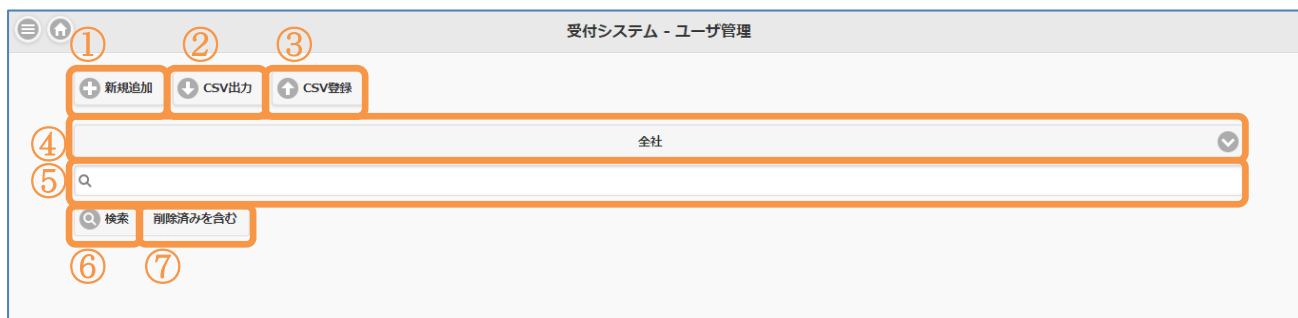 受付システム - ユーザ管理
① ② ③
新規追加 CSV出力 CSV登録
④ 全社
⑤
検索 削除済みを含む
⑥ ⑦